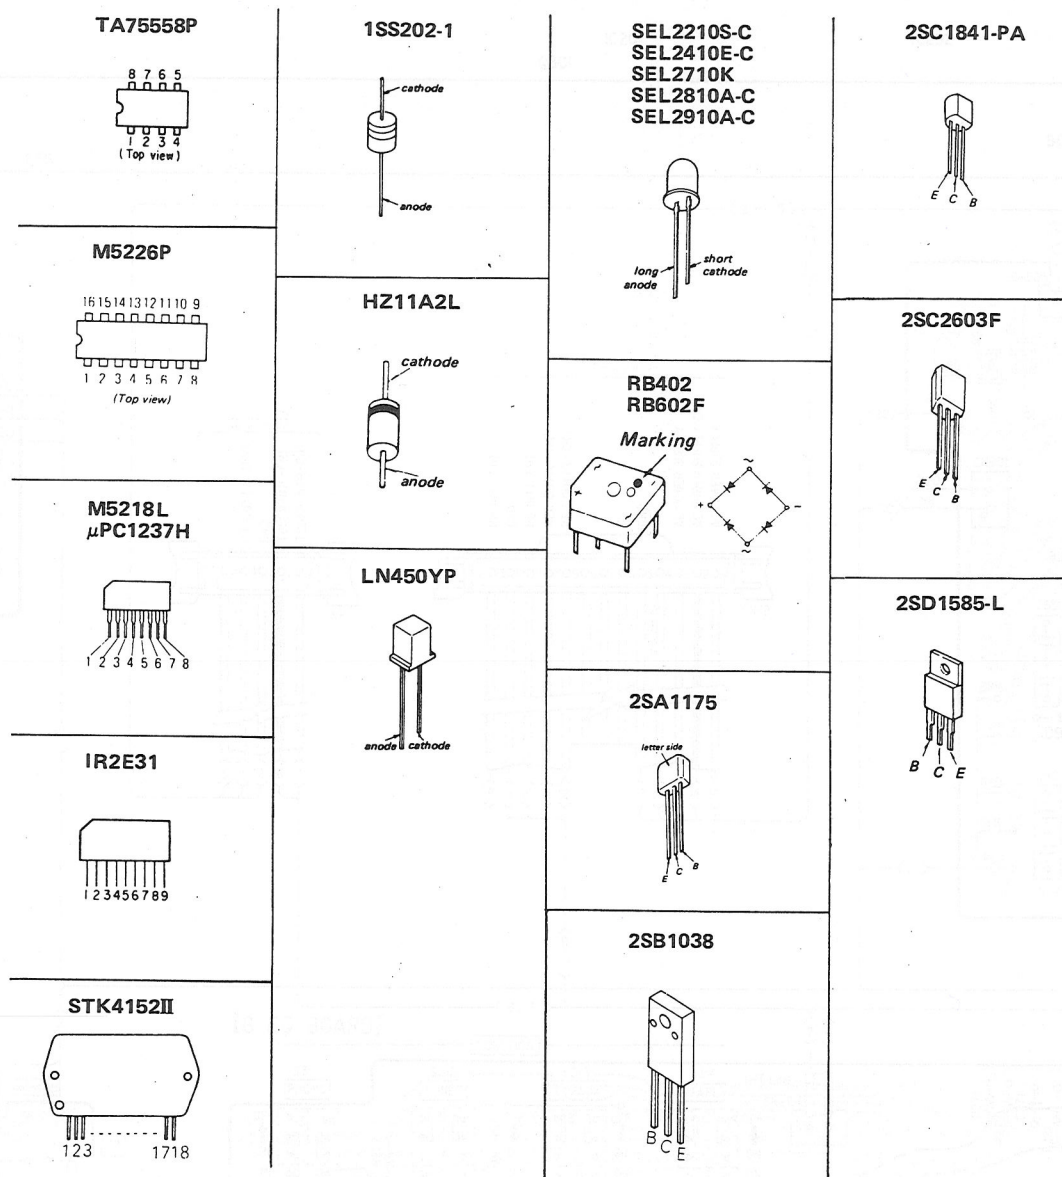 TA75558P
8 7 6 5
1 2 3 4
(Top view)
M5226P
16 15 14 13 12 11 10 9
1 2 3 4 5 6 7 8
(Top view)
M5218L
μPC1237H
1 2 3 4 5 6 7 8
IR2E31
1 2 3 4 5 6 7 8 9
STK4152II
1 2 3 - - - - - - - - - - 17 18
1SS202-1
cathode
anode
HZ11A2L
cathode
anode
LN450YP
anode cathode
SEL2210S-C
SEL2410E-C
SEL2710K
SEL2810A-C
SEL2910A-C
long
anode
short
cathode
RB402
RB602F
Marking
~
+
-
~
~
+
-
~
2SA1175
letter side
E C B
2SB1038
B C E
2SC1841-PA
E C B
2SC2603F
E C B
2SD1585-L
B C E